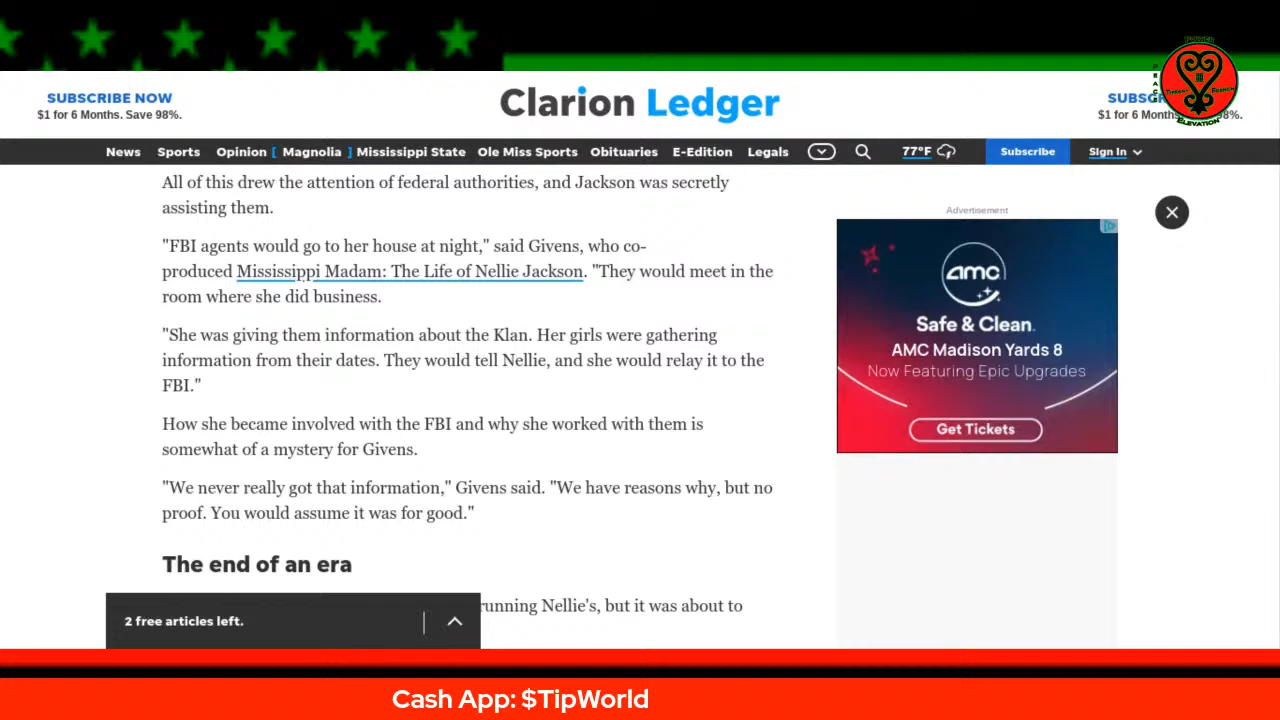 SUBSCRIBE NOW
$1 for 6 Months. Save 98%.
Clarion Ledger
POWER
PEACE
ELEVATION
SUBSC
$1 for 6 Months 98%.
News Sports Opinion [ Magnolia ] Mississippi State Ole Miss Sports Obituaries E-Edition Legals 77°F Subscribe Sign In
All of this drew the attention of federal authorities, and Jackson was secretly
assisting them.
"FBI agents would go to her house at night," said Givens, who co-
produced Mississippi Madam: The Life of Nellie Jackson. "They would meet in the
room where she did business.
"She was giving them information about the Klan. Her girls were gathering
information from their dates. They would tell Nellie, and she would relay it to the
FBI."
How she became involved with the FBI and why she worked with them is
somewhat of a mystery for Givens.
"We never really got that information," Givens said. "We have reasons why, but no
proof. You would assume it was for good."
The end of an era
running Nellie's, but it was about to
2 free articles left.
Advertisement
amc
Safe & Clean.
AMC Madison Yards 8
Now Featuring Epic Upgrades
Get Tickets
Cash App: $TipWorld